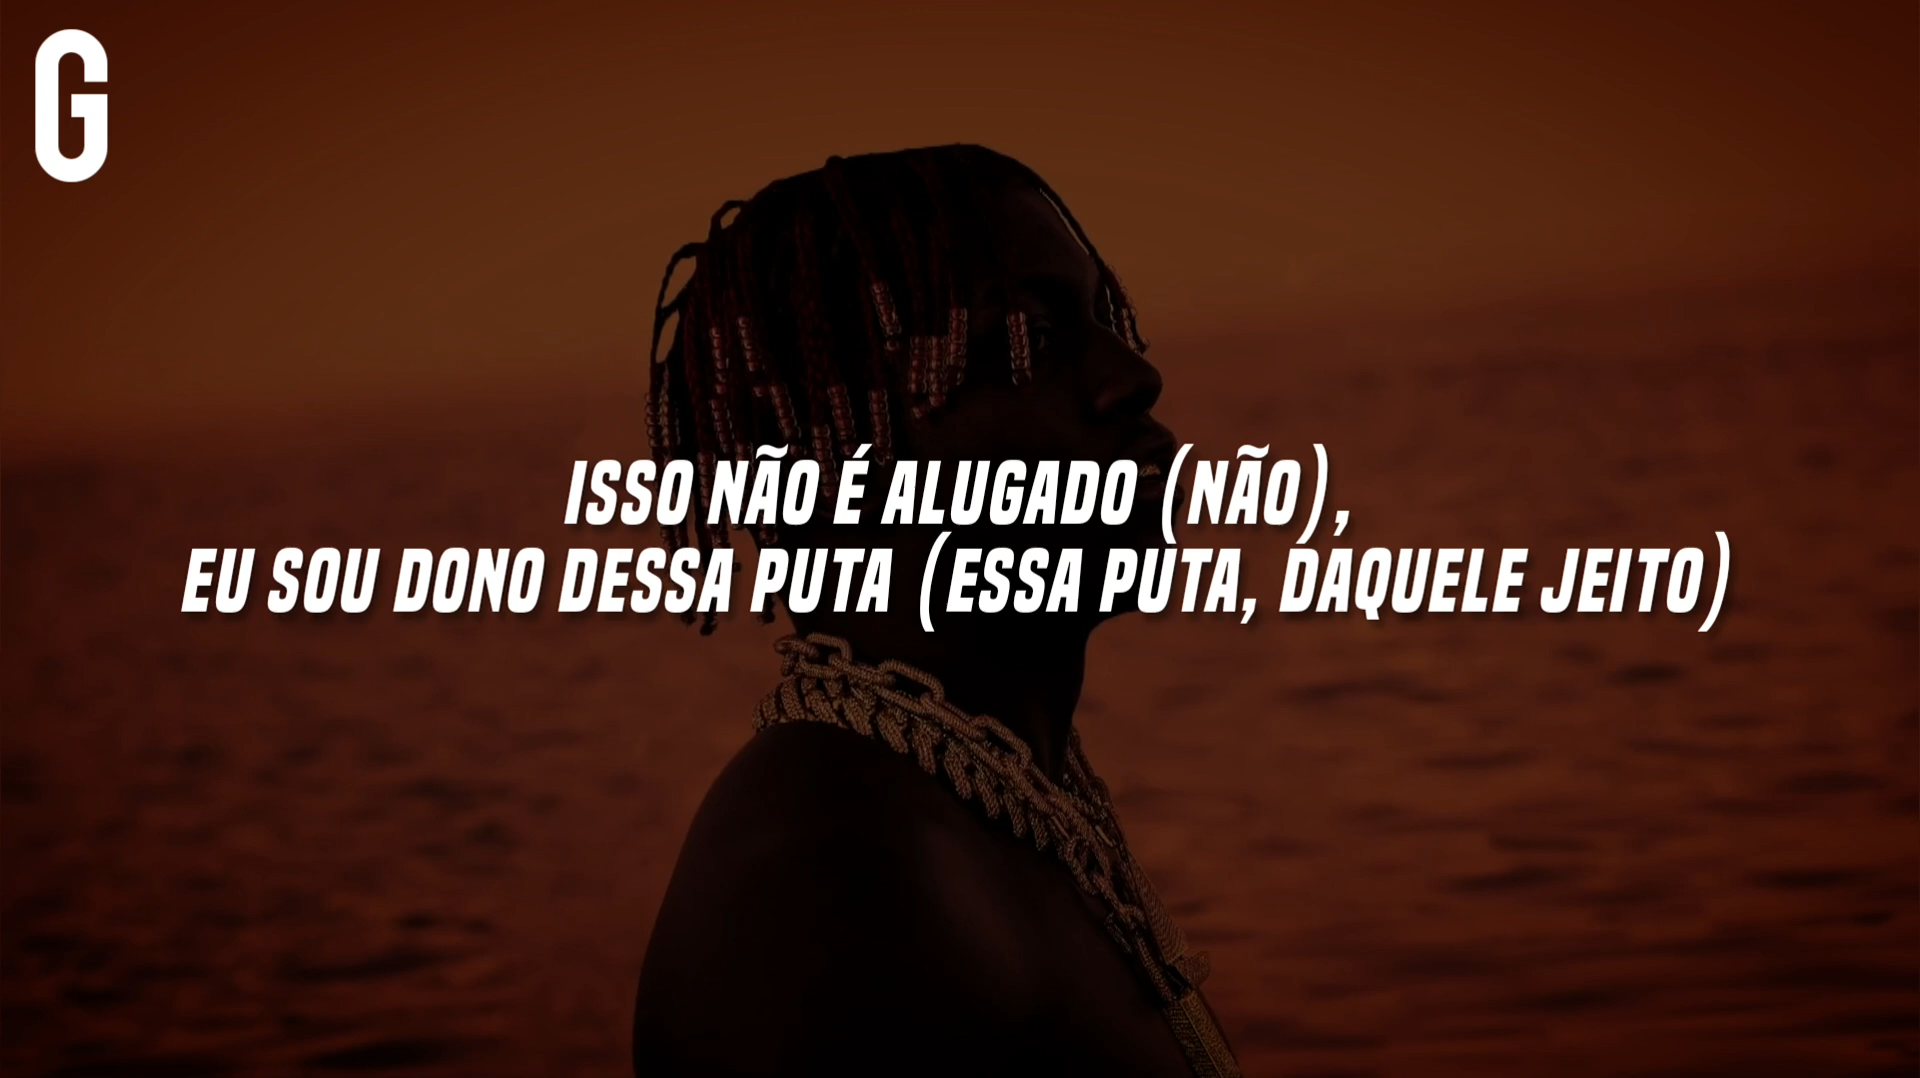 G
ISSO NÃO É ALUGADO (NÃO),
EU SOU DONO DESSA PUTA (ESSA PUTA, DAQUELE JEITO)